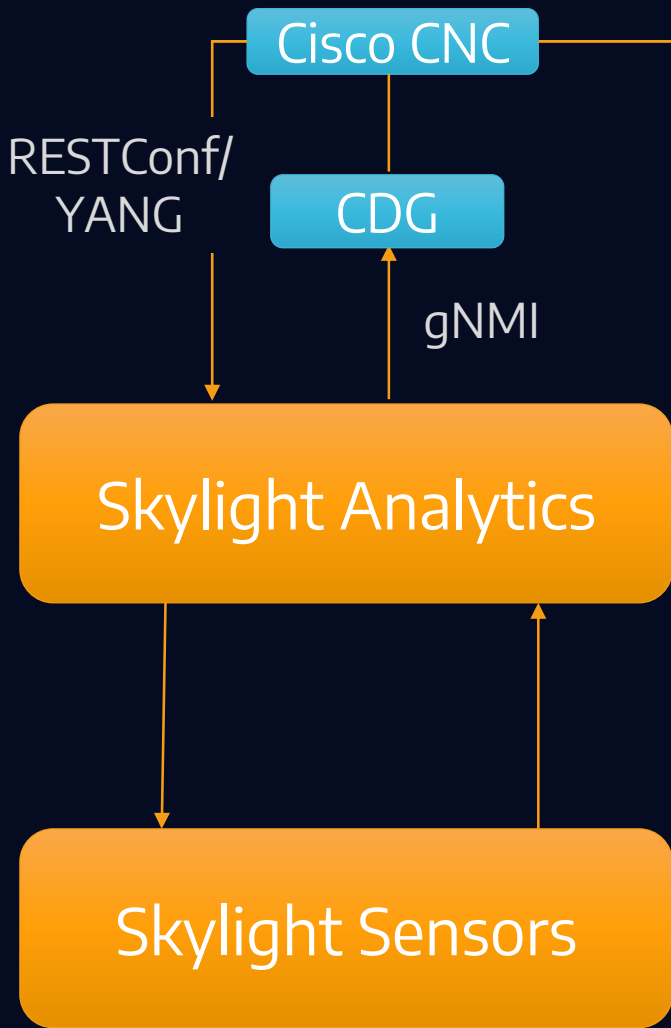 Cisco CNC
RESTConf/
YANG
CDG
gNMI
Skylight Analytics
Skylight Sensors